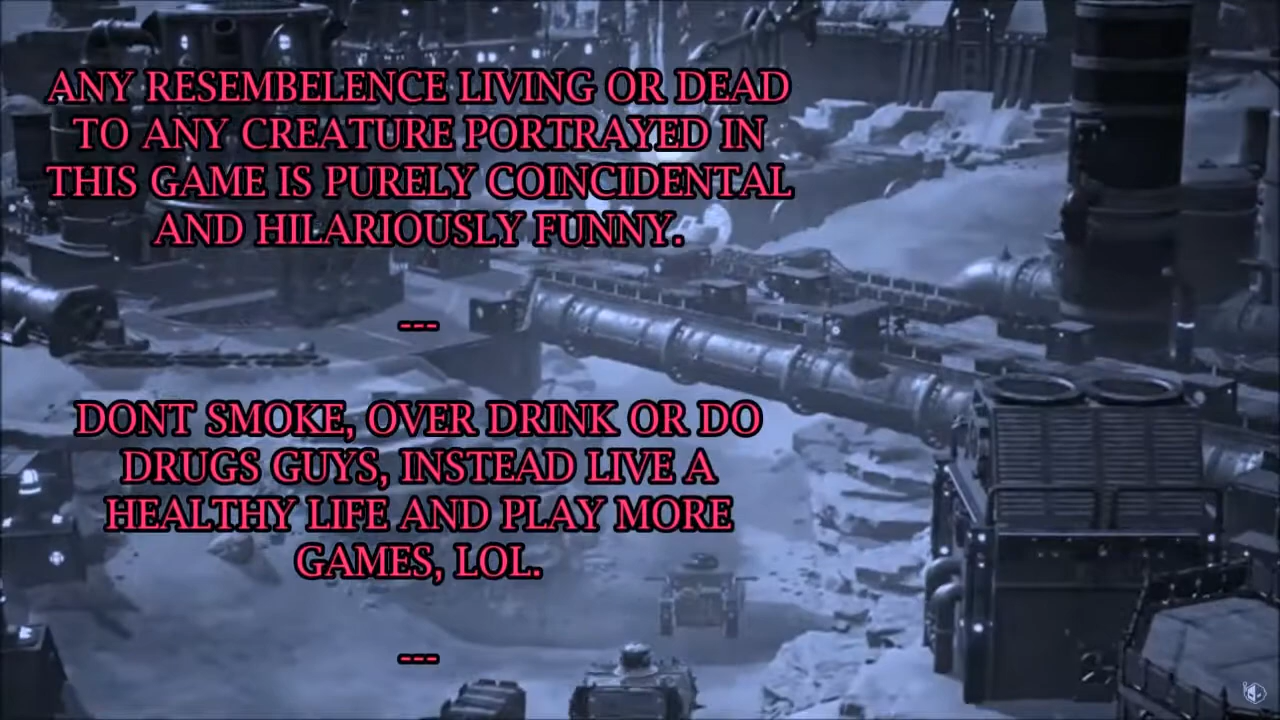 ANY RESEMBELENCE LIVING OR DEAD
TO ANY CREATURE PORTRAYED IN
THIS GAME IS PURELY COINCIDENTAL
AND HILARIOUSLY FUNNY.
---
DONT SMOKE, OVER DRINK OR DO
DRUGS GUYS, INSTEAD LIVE A
HEALTHY LIFE AND PLAY MORE
GAMES, LOL.
---